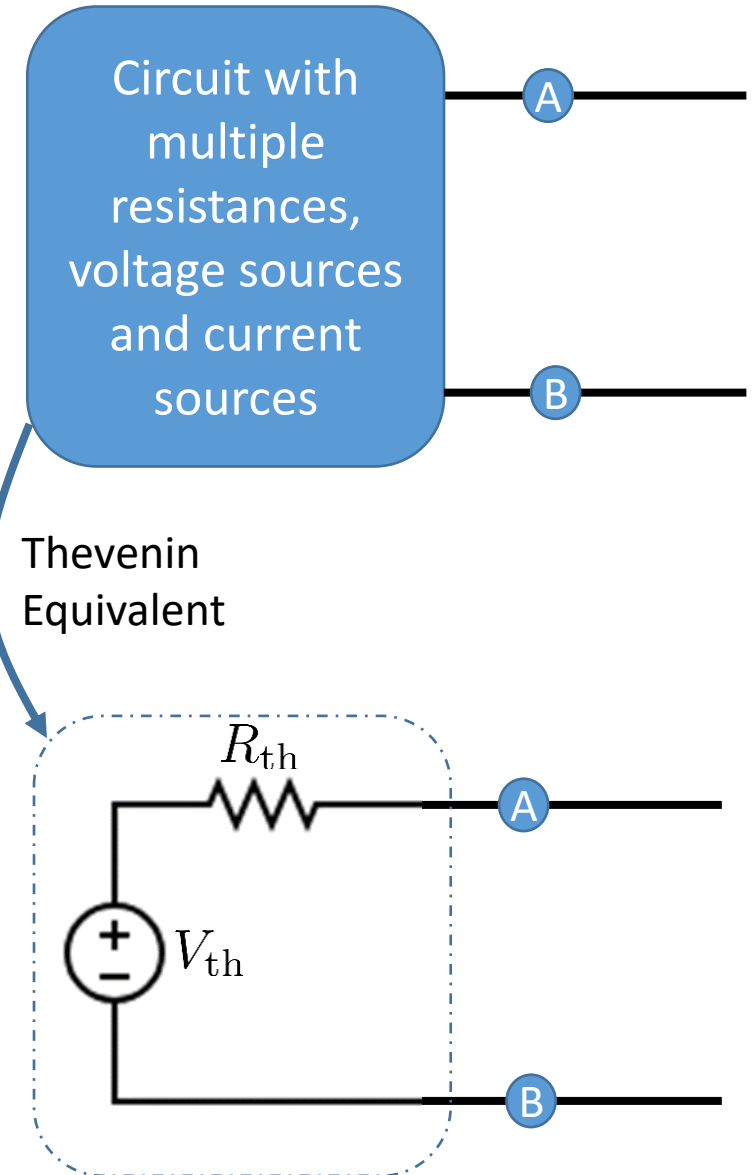 Circuit with
multiple
resistances,
voltage sources
and current
sources
A
B
Thevenin
Equivalent
R_th
A
+
−
V_th
B